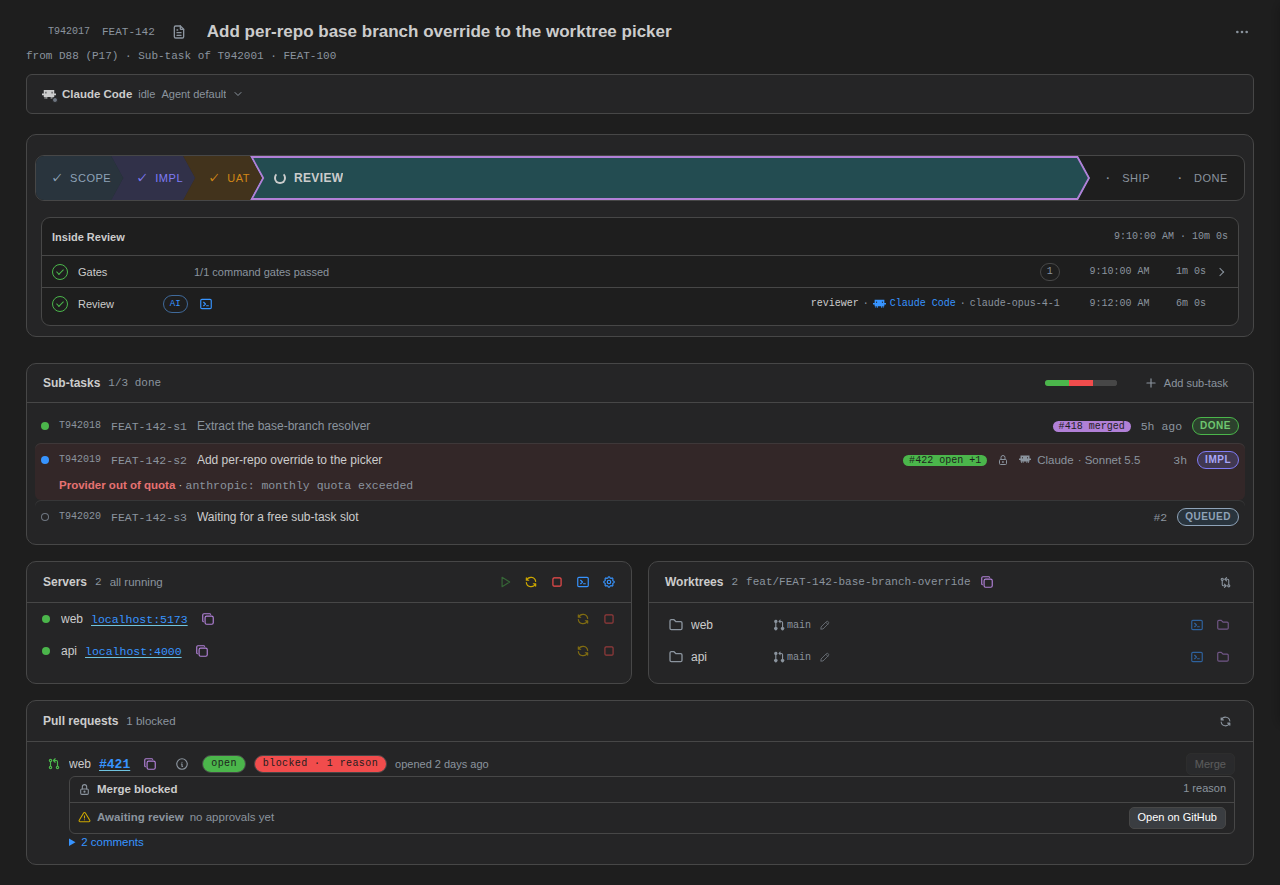 T942017 FEAT-142 Add per-repo base branch override to the worktree picker
from D88 (P17) · Sub-task of T942001 · FEAT-100
Claude Code idle Agent default
SCOPE IMPL UAT REVIEW SHIP DONE
Inside Review 9:10:00 AM · 10m 0s
Gates 1/1 command gates passed 1 9:10:00 AM 1m 0s
Review AI reviewer · Claude Code · claude-opus-4-1 9:12:00 AM 6m 0s
Sub-tasks 1/3 done Add sub-task
T942018 FEAT-142-s1 Extract the base-branch resolver #418 merged 5h ago DONE
T942019 FEAT-142-s2 Add per-repo override to the picker #422 open +1 Claude · Sonnet 5.5 3h IMPL
Provider out of quota · anthropic: monthly quota exceeded
T942020 FEAT-142-s3 Waiting for a free sub-task slot #2 QUEUED
Servers 2 all running
web localhost:5173
api localhost:4000
Worktrees 2 feat/FEAT-142-base-branch-override
web main
api main
Pull requests 1 blocked
web #421 open blocked · 1 reason opened 2 days ago Merge
Merge blocked 1 reason
Awaiting review no approvals yet Open on GitHub
2 comments